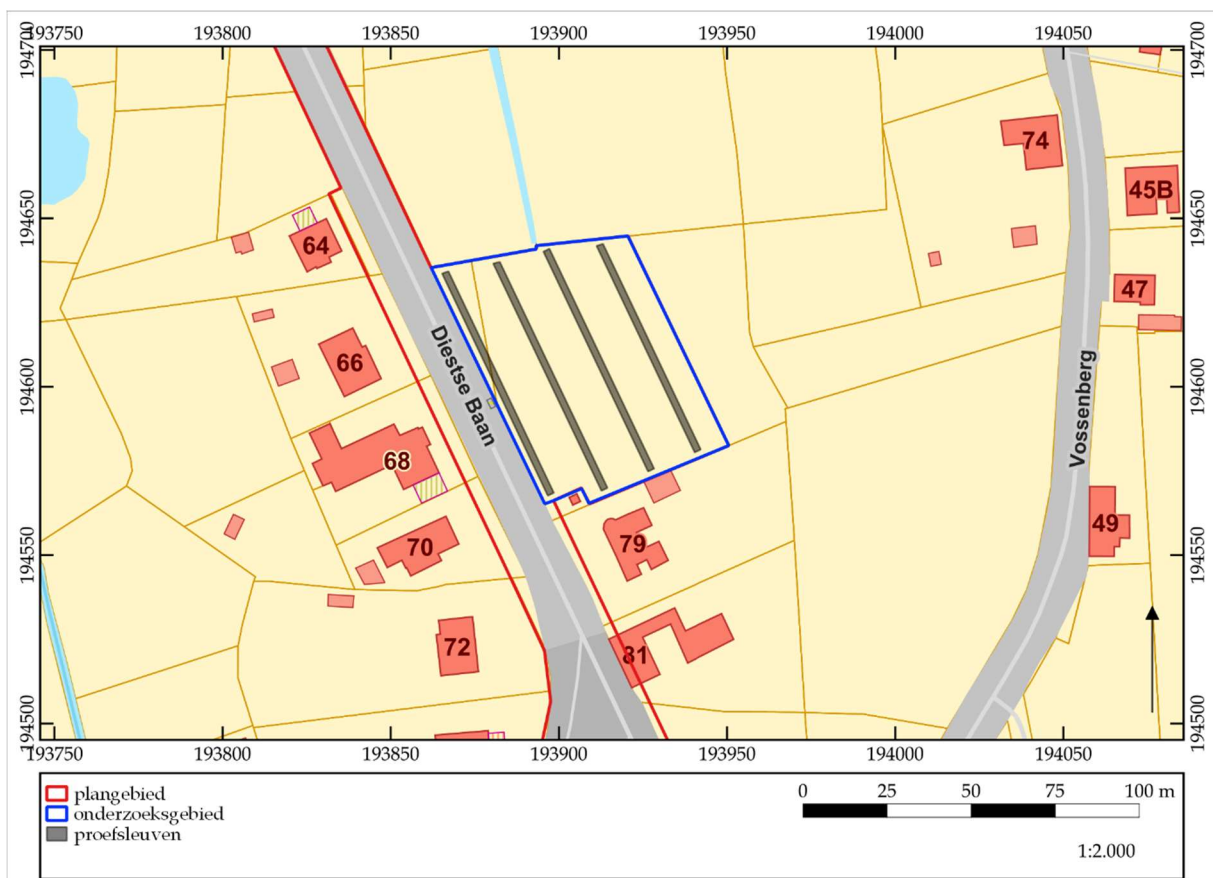 193750 193800 193850 193900 193950 194000 194050
194700 194700
74
45B
194650 194650
64
47
Diestse Baan
66
194600 194600
Vossenberg
68
49
70
79
194550 194550
72
81
194500 194500
193750 193800 193850 193900 193950 194000 194050
plangebied
onderzoeksgebied
proefsleuven
0 25 50 75 100 m
1:2.000